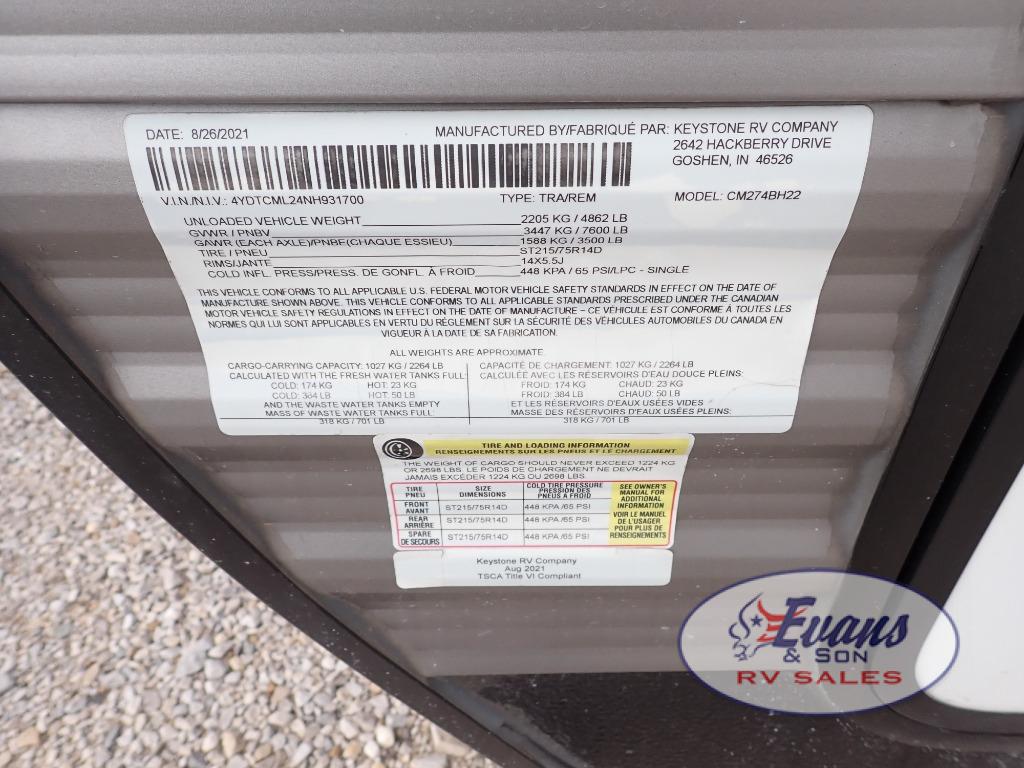 DATE: 8/26/2021
MANUFACTURED BY/FABRIQUÉ PAR: KEYSTONE RV COMPANY
2642 HACKBERRY DRIVE
GOSHEN, IN 46526
V.I.N./N.I.V.: 4YDTCML24NH931700 TYPE: TRA/REM MODEL: CM274BH22
UNLOADED VEHICLE WEIGHT 2205 KG / 4862 LB
GVWR / PNBV 3447 KG / 7600 LB
GAWR (EACH AXLE)/PNBE(CHAQUE ESSIEU) 1588 KG / 3500 LB
TIRE / PNEU ST215/75R14D
RIMS/JANTE 14X5.5J
COLD INFL. PRESS/PRESS. DE GONFL. À FROID 448 KPA / 65 PSI/LPC - SINGLE
THIS VEHICLE CONFORMS TO ALL APPLICABLE U.S. FEDERAL MOTOR VEHICLE SAFETY STANDARDS IN EFFECT ON THE DATE OF
MANUFACTURE SHOWN ABOVE. THIS VEHICLE CONFORMS TO ALL APPLICABLE STANDARDS PRESCRIBED UNDER THE CANADIAN
MOTOR VEHICLE SAFETY REGULATIONS IN EFFECT ON THE DATE OF MANUFACTURE – CE VÉHICULE EST CONFORME À TOUTES LES
NORMES QUI LUI SONT APPLICABLES EN VERTU DU RÈGLEMENT SUR LA SÉCURITÉ DES VÉHICULES AUTOMOBILES DU CANADA EN
VIGUEUR À LA DATE DE SA FABRICATION.
ALL WEIGHTS ARE APPROXIMATE
CARGO-CARRYING CAPACITY: 1027 KG / 2264 LB
CALCULATED WITH THE FRESH WATER TANKS FULL:
COLD: 174 KG HOT: 23 KG
COLD: 384 LB HOT: 50 LB
AND THE WASTE WATER TANKS EMPTY
MASS OF WASTE WATER TANKS FULL:
318 KG / 701 LB
CAPACITÉ DE CHARGEMENT: 1027 KG / 2264 LB
CALCULÉE AVEC LES RÉSERVOIRS D'EAU DOUCE PLEINS:
FROID: 174 KG CHAUD: 23 KG
FROID: 384 LB CHAUD: 50 LB
ET LES RÉSERVOIRS D'EAUX USÉES VIDES
MASSE DES RÉSERVOIRS D'EAUX USÉES PLEINS:
318 KG / 701 LB
TIRE AND LOADING INFORMATION
RENSEIGNEMENTS SUR LES PNEUS ET LE CHARGEMENT
THE WEIGHT OF CARGO SHOULD NEVER EXCEED 1224 KG
OR 2698 LBS. LE POIDS DE CHARGEMENT NE DEVRAIT
JAMAIS EXCÉDER 1224 KG OU 2698 LBS.
TIRE SIZE COLD TIRE PRESSURE
PNEU DIMENSIONS PRESSION DES
PNEUS À FROID
FRONT
AVANT ST215/75R14D 448 KPA /65 PSI
REAR
ARRIÈRE ST215/75R14D 448 KPA /65 PSI
SPARE
DE SECOURS ST215/75R14D 448 KPA /65 PSI
SEE OWNER'S
MANUAL FOR
ADDITIONAL
INFORMATION
VOIR LE MANUEL
DE L'USAGER
POUR PLUS DE
RENSEIGNEMENTS
Keystone RV Company
Aug 2021
TSCA Title VI Compliant
Evans
& SON
RV SALES